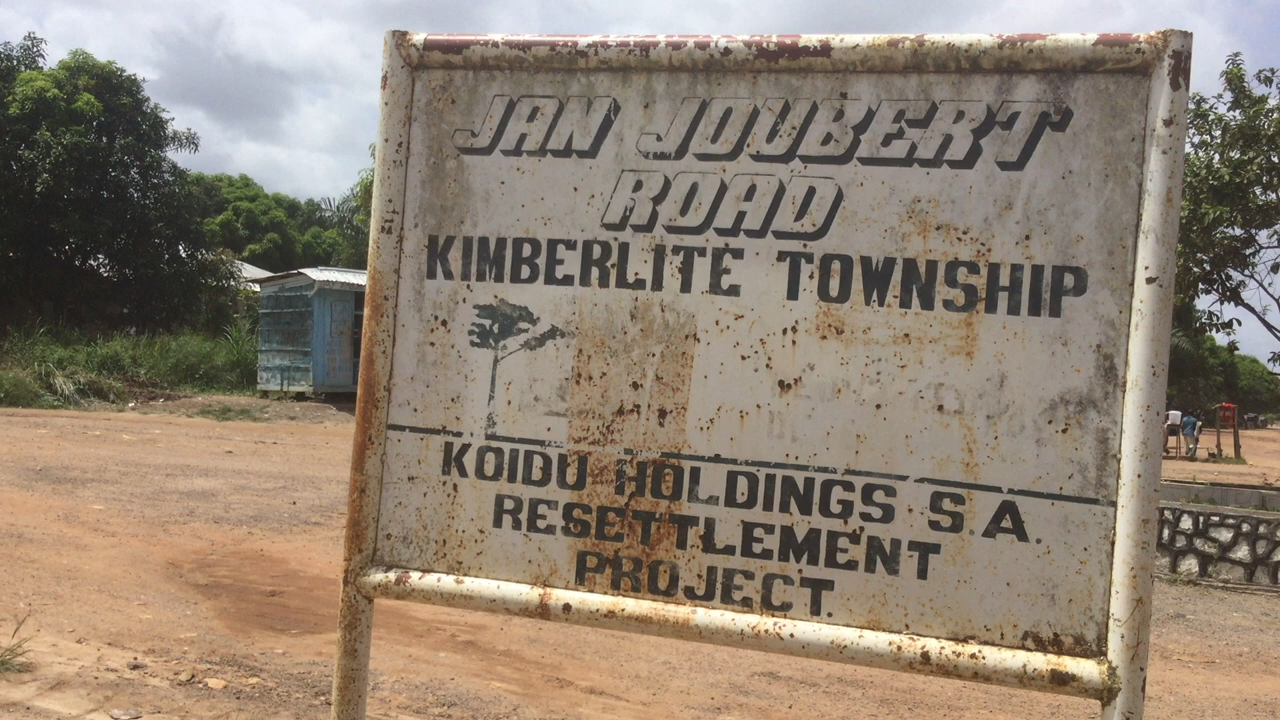 JAN JOUBERT
ROAD
KIMBERLITE TOWNSHIP
KOIDU HOLDINGS S.A.
RESETTLEMENT
PROJECT.